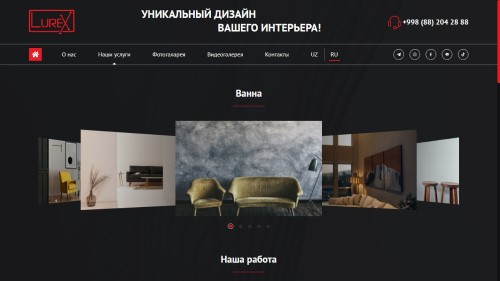 LUREX
УНИКАЛЬНЫЙ ДИЗАЙН
ВАШЕГО ИНТЕРЬЕРА!
+998 (88) 204 28 88
О нас
Наши услуги
Фотогаларея
Видеогалерея
Контакты
UZ
RU
Ванна
Наша работа